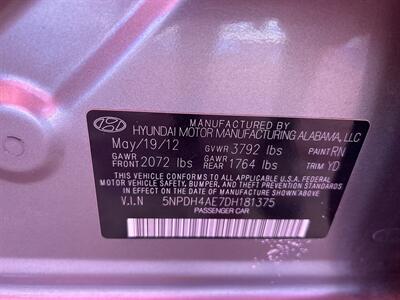 MANUFACTURED BY
HYUNDAI MOTOR MANUFACTURING ALABAMA, LLC
May/19/12 GVWR 3792 lbs PAINT RN
GAWR FRONT 2072 lbs GAWR REAR 1764 lbs TRIM YD
THIS VEHICLE CONFORMS TO ALL APPLICABLE U.S.A. FEDERAL
MOTOR VEHICLE SAFETY, BUMPER, AND THEFT PREVENTION STANDARDS
IN EFFECT ON THE DATE OF MANUFACTURE SHOWN ABOVE
V.I.N 5NPDH4AE7DH181375
PASSENGER CAR